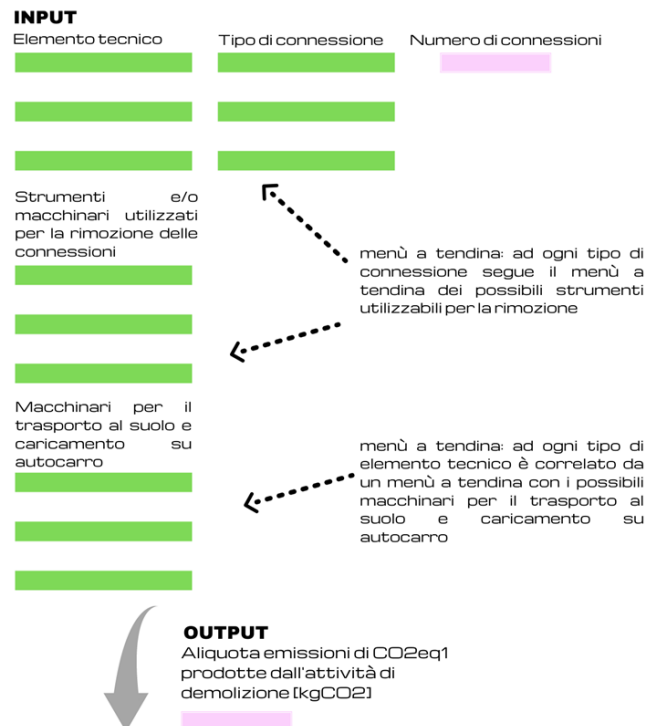 INPUT
Elemento tecnico
Tipo di connessione
Numero di connessioni
Strumenti e/o
macchinari utilizzati
per la rimozione delle
connessioni
menù a tendina: ad ogni tipo di
connessione segue il menù a
tendina dei possibili strumenti
utilizzabili per la rimozione
Macchinari per il
trasporto al suolo e
caricamento su
autocarro
menù a tendina: ad ogni tipo di
elemento tecnico è correlato da
un menù a tendina con i possibili
macchinari per il trasporto al
suolo e caricamento su
autocarro
OUTPUT
Aliquota emissioni di CO2eq1
prodotte dall'attività di
demolizione [kgCO2]